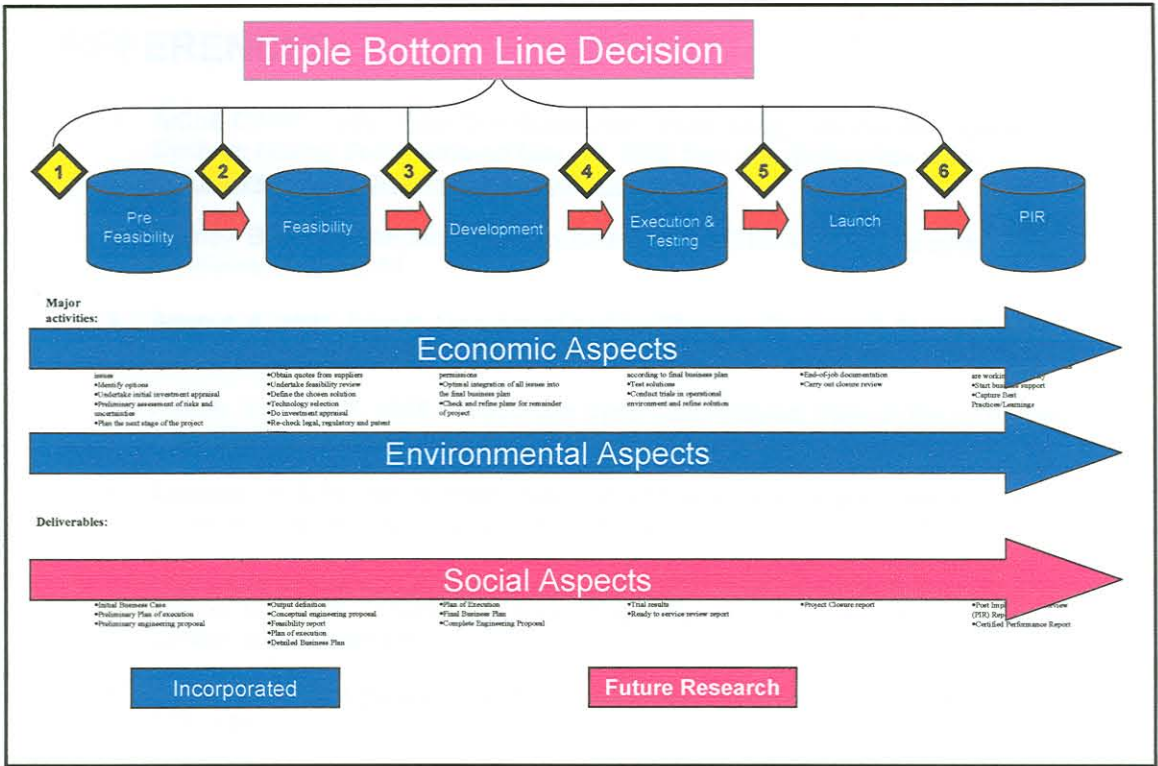 Triple Bottom Line Decision
1
2
3
4
5
6
Pre
Feasibility
Feasibility
Development
Execution &
Testing
Launch
PIR
Major
activities:
Economic Aspects
issues
•Identify options
•Undertake initial investment appraisal
•Preliminary assessment of risks and
uncertainties
•Plan the next stage of the project
•Obtain quotes from suppliers
•Undertake feasibility review
•Define the chosen solution
•Technology selection
•Do investment appraisal
•Re-check legal, regulatory and patent
permissions
•Optimal integration of all issues into
the final business plan
•Check and refine plans for remainder
of project
according to final business plan
•Test solutions
•Conduct trials in operational
environment and refine solution
•End-of-job documentation
•Carry out closure review
are
•Start business support
•Capture Best
Practices/Learnings
Environmental Aspects
Deliverables:
Social Aspects
•Initial Business Case
•Preliminary Plan of execution
•Preliminary engineering proposal
•Output definition
•Conceptual engineering proposal
•Feasibility report
•Plan of execution
•Detailed Business Plan
•Plan of Execution
•Final Business Plan
•Complete Engineering Proposal
•Trial results
•Ready to service review report
•Project Closure report
•Post
(PIR)
•Certified Performance Report
Incorporated
Future Research